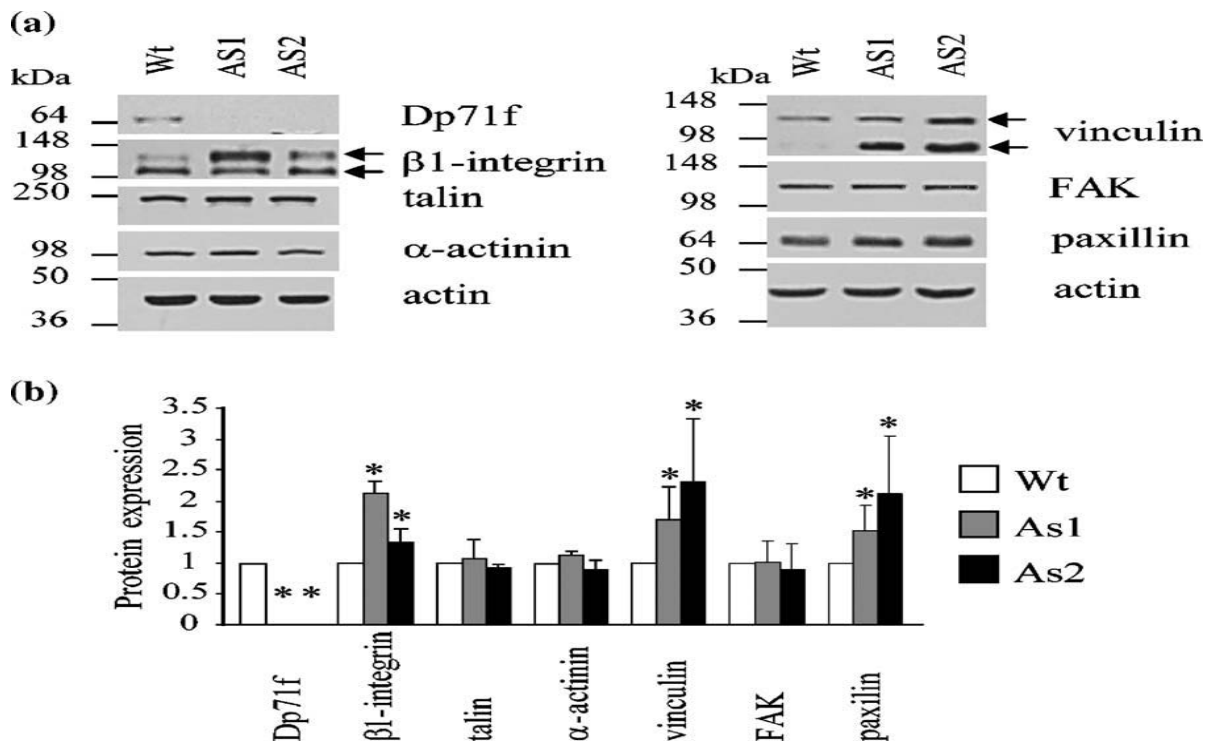 (a)
kDa Wt AS1 AS2
64 Dp71f
148
98 β1-integrin
250 talin
98 α-actinin
50
36 actin
kDa Wt AS1 AS2
148
98 vinculin
148
98 FAK
64 paxillin
50
36 actin
(b)
Protein expression
3.5
3
2.5
2
1.5
1
0.5
0
* *
*
*
*
*
*
*
Dp71f
β1-integrin
talin
α-actinin
vinculin
FAK
paxilin
Wt
As1
As2